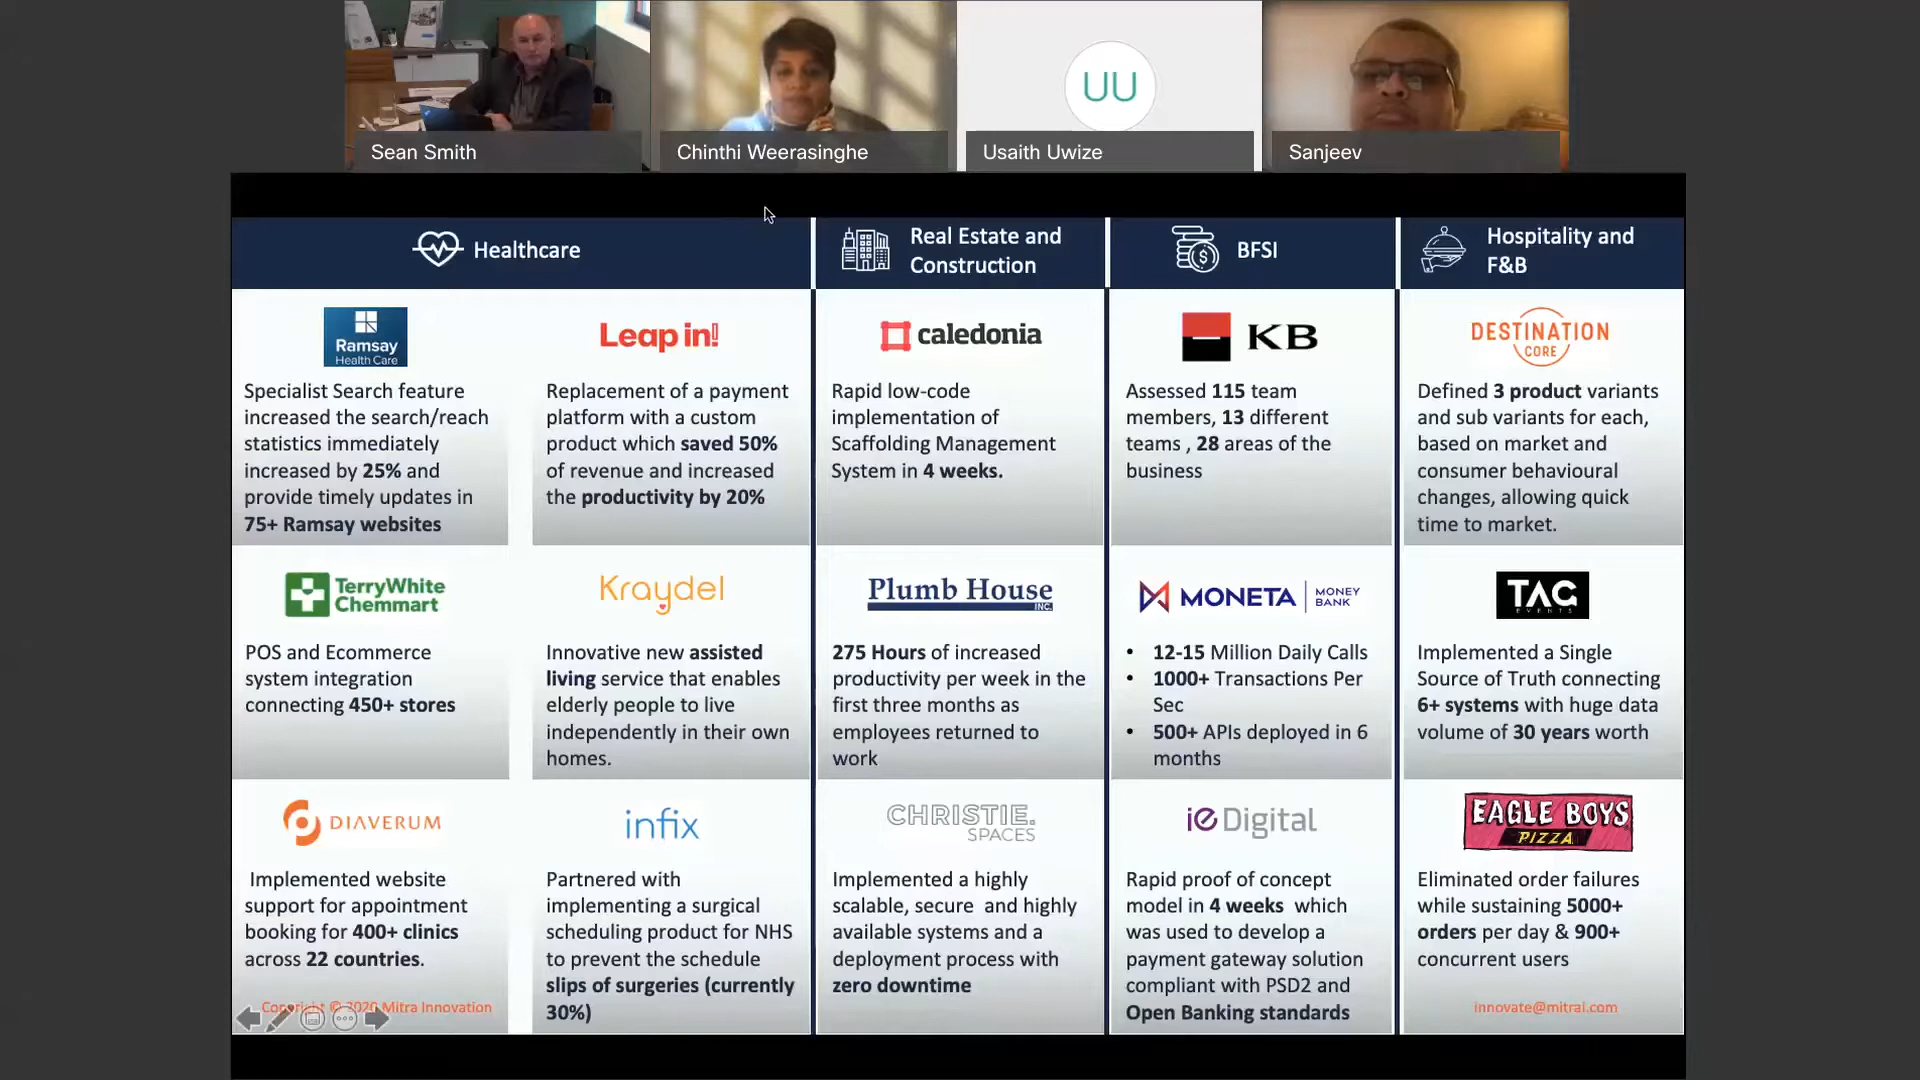 Sean Smith
Chinthi Weerasinghe
UU
Usaith Uwize
Sanjeev
Healthcare
Real Estate and
Construction
BFSI
Hospitality and
F&B
Ramsay
Health Care
Specialist Search feature
increased the search/reach
statistics immediately
increased by 25% and
provide timely updates in
75+ Ramsay websites
Leap in!
Replacement of a payment
platform with a custom
product which saved 50%
of revenue and increased
the productivity by 20%
caledonia
Rapid low-code
implementation of
Scaffolding Management
System in 4 weeks.
KB
Assessed 115 team
members, 13 different
teams , 28 areas of the
business
DESTINATION
CORE
Defined 3 product variants
and sub variants for each,
based on market and
consumer behavioural
changes, allowing quick
time to market.
TerryWhite
Chemmart
POS and Ecommerce
system integration
connecting 450+ stores
Kraydel
Innovative new assisted
living service that enables
elderly people to live
independently in their own
homes.
Plumb House
INC.
275 Hours of increased
productivity per week in the
first three months as
employees returned to
work
MONETA MONEY
BANK
• 12-15 Million Daily Calls
• 1000+ Transactions Per
Sec
• 500+ APIs deployed in 6
months
TAG
EVENTS
Implemented a Single
Source of Truth connecting
6+ systems with huge data
volume of 30 years worth
DIAVERUM
Implemented website
support for appointment
booking for 400+ clinics
across 22 countries.
infix
Partnered with
implementing a surgical
scheduling product for NHS
to prevent the schedule
slips of surgeries (currently
30%)
CHRISTIE.
SPACES
Implemented a highly
scalable, secure and highly
available systems and a
deployment process with
zero downtime
ieDigital
Rapid proof of concept
model in 4 weeks which
was used to develop a
payment gateway solution
compliant with PSD2 and
Open Banking standards
EAGLE BOYS
PIZZA
Eliminated order failures
while sustaining 5000+
orders per day & 900+
concurrent users
Copyright © 2020 Mitra Innovation
innovate@mitrai.com